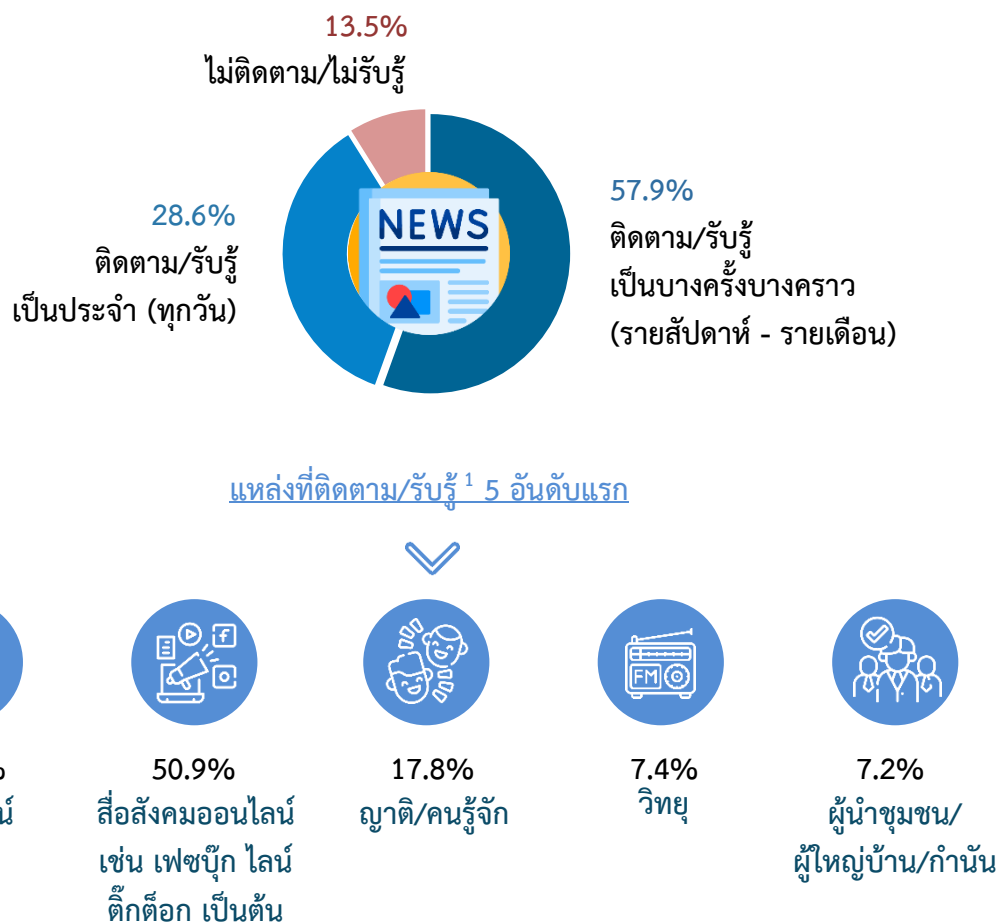 13.5%
ไม่ติดตาม/ไม่รับรู้
28.6%
ติดตาม/รับรู้
เป็นประจำ (ทุกวัน)
NEWS
57.9%
ติดตาม/รับรู้
เป็นบางครั้งบางคราว
(รายสัปดาห์ - รายเดือน)
แหล่งที่ติดตาม/รับรู้ ¹ 5 อันดับแรก
FM
50.9%
สื่อสังคมออนไลน์
เช่น เฟซบุ๊ก ไลน์
ติ๊กต็อก เป็นต้น
17.8%
ญาติ/คนรู้จัก
7.4%
วิทยุ
7.2%
ผู้นำชุมชน/
ผู้ใหญ่บ้าน/กำนัน